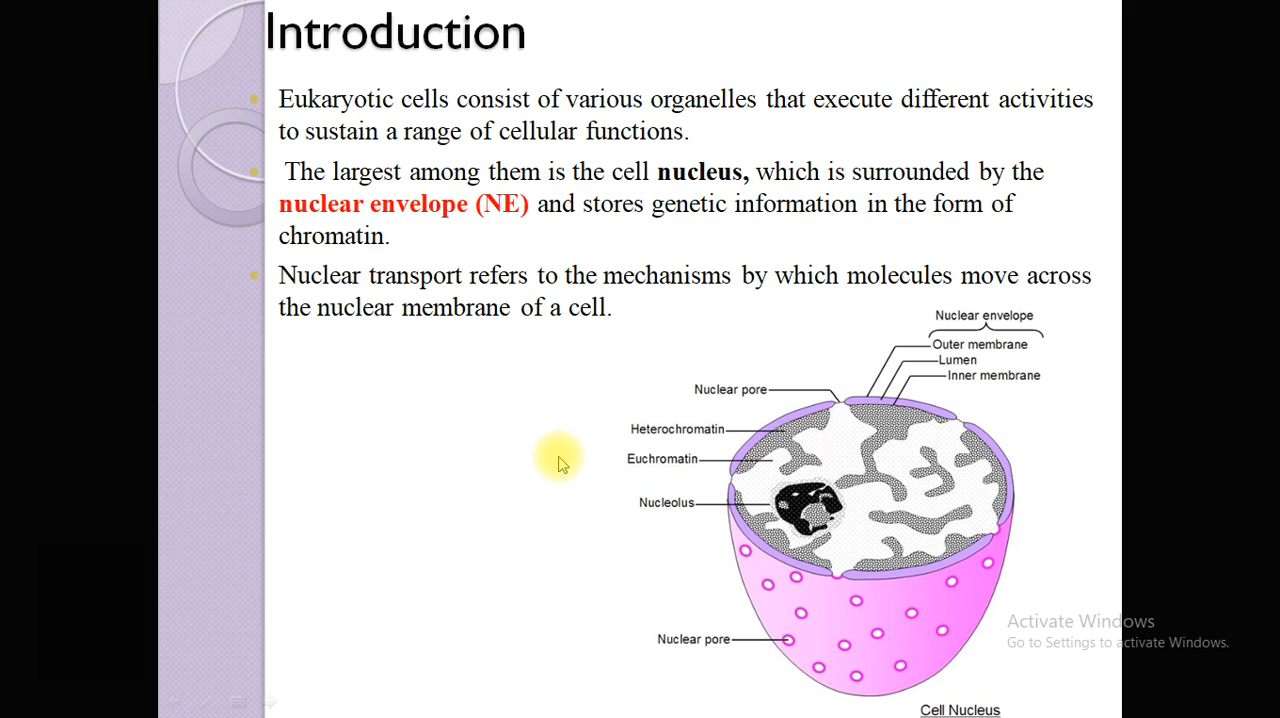 Introduction
Eukaryotic cells consist of various organelles that execute different activities
to sustain a range of cellular functions.
The largest among them is the cell nucleus, which is surrounded by the
nuclear envelope (NE) and stores genetic information in the form of
chromatin.
Nuclear transport refers to the mechanisms by which molecules move across
the nuclear membrane of a cell.
Nuclear envelope
Outer membrane
Lumen
Inner membrane
Nuclear pore
Heterochromatin
Euchromatin
Nucleolus
Nuclear pore
Activate Windows
Go to Settings to activate Windows.
Cell Nucleus